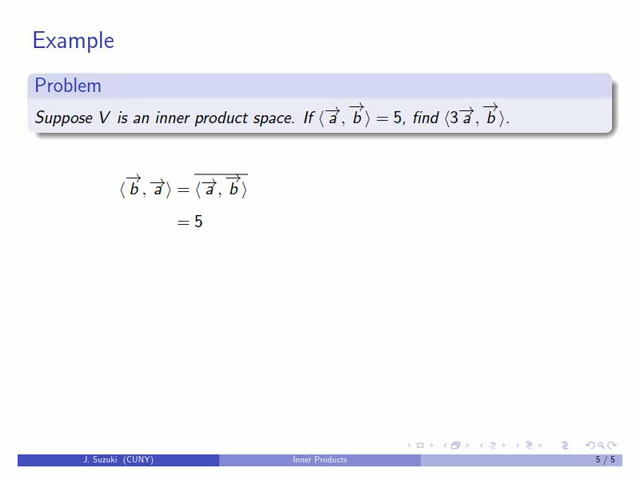 Example
Problem
Suppose V is an inner product space. If ⟨a⃗, b⃗⟩ = 5, find ⟨3a⃗, b⃗⟩.
⟨b⃗, a⃗⟩ = \overline{⟨a⃗, b⃗⟩}
= 5
J. Suzuki (CUNY) Inner Products 5 / 5